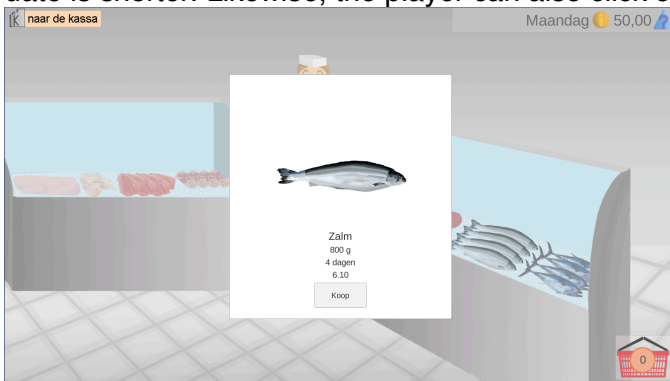 date is shorter. Likewise, the player can also click o
naar de kassa
Maandag 50,00
Zalm
800 g
4 dagen
6.10
Koop
0